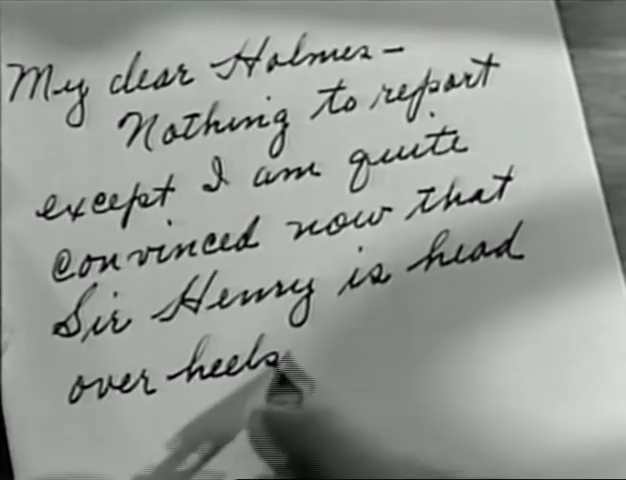 My dear Holmes-
Nothing to report
except I am quite
convinced now that
Sir Henry is head
over heels